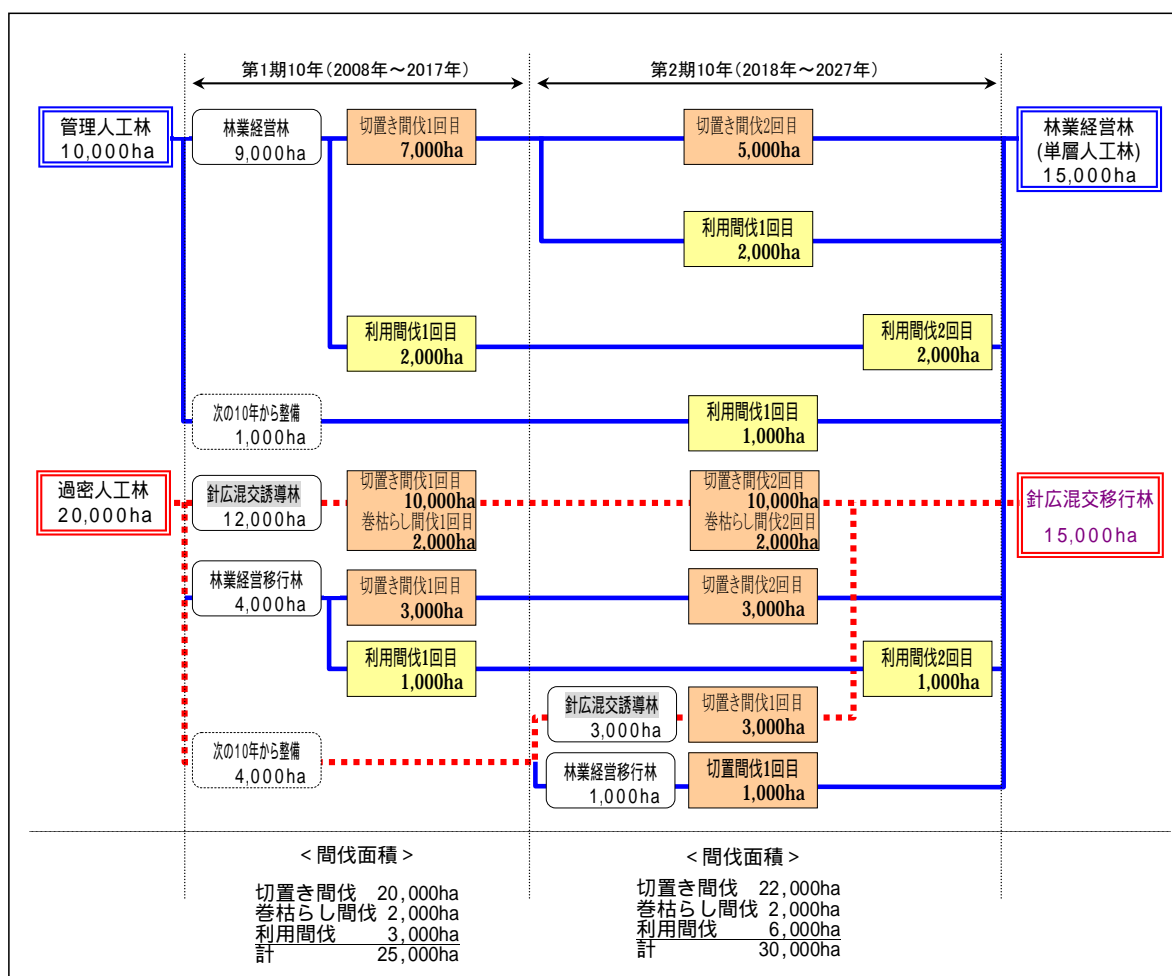 第1期10年(2008年～2017年)
第2期10年(2018年～2027年)
管理人工林
10,000ha
林業経営林
9,000ha
切置き間伐1回目
7,000ha
切置き間伐2回目
5,000ha
林業経営林
(単層人工林)
15,000ha
利用間伐1回目
2,000ha
利用間伐1回目
2,000ha
利用間伐2回目
2,000ha
次の10年から整備
1,000ha
利用間伐1回目
1,000ha
過密人工林
20,000ha
針広混交誘導林
12,000ha
切置き間伐1回目
10,000ha
巻枯らし間伐1回目
2,000ha
切置き間伐2回目
10,000ha
巻枯らし間伐2回目
2,000ha
針広混交移行林
15,000ha
林業経営移行林
4,000ha
切置き間伐1回目
3,000ha
切置き間伐2回目
3,000ha
利用間伐1回目
1,000ha
利用間伐2回目
1,000ha
針広混交誘導林
3,000ha
切置き間伐1回目
3,000ha
次の10年から整備
4,000ha
林業経営移行林
1,000ha
切置間伐1回目
1,000ha
<間伐面積>
切置き間伐 20,000ha
巻枯らし間伐 2,000ha
利用間伐 3,000ha
計 25,000ha
<間伐面積>
切置き間伐 22,000ha
巻枯らし間伐 2,000ha
利用間伐 6,000ha
計 30,000ha